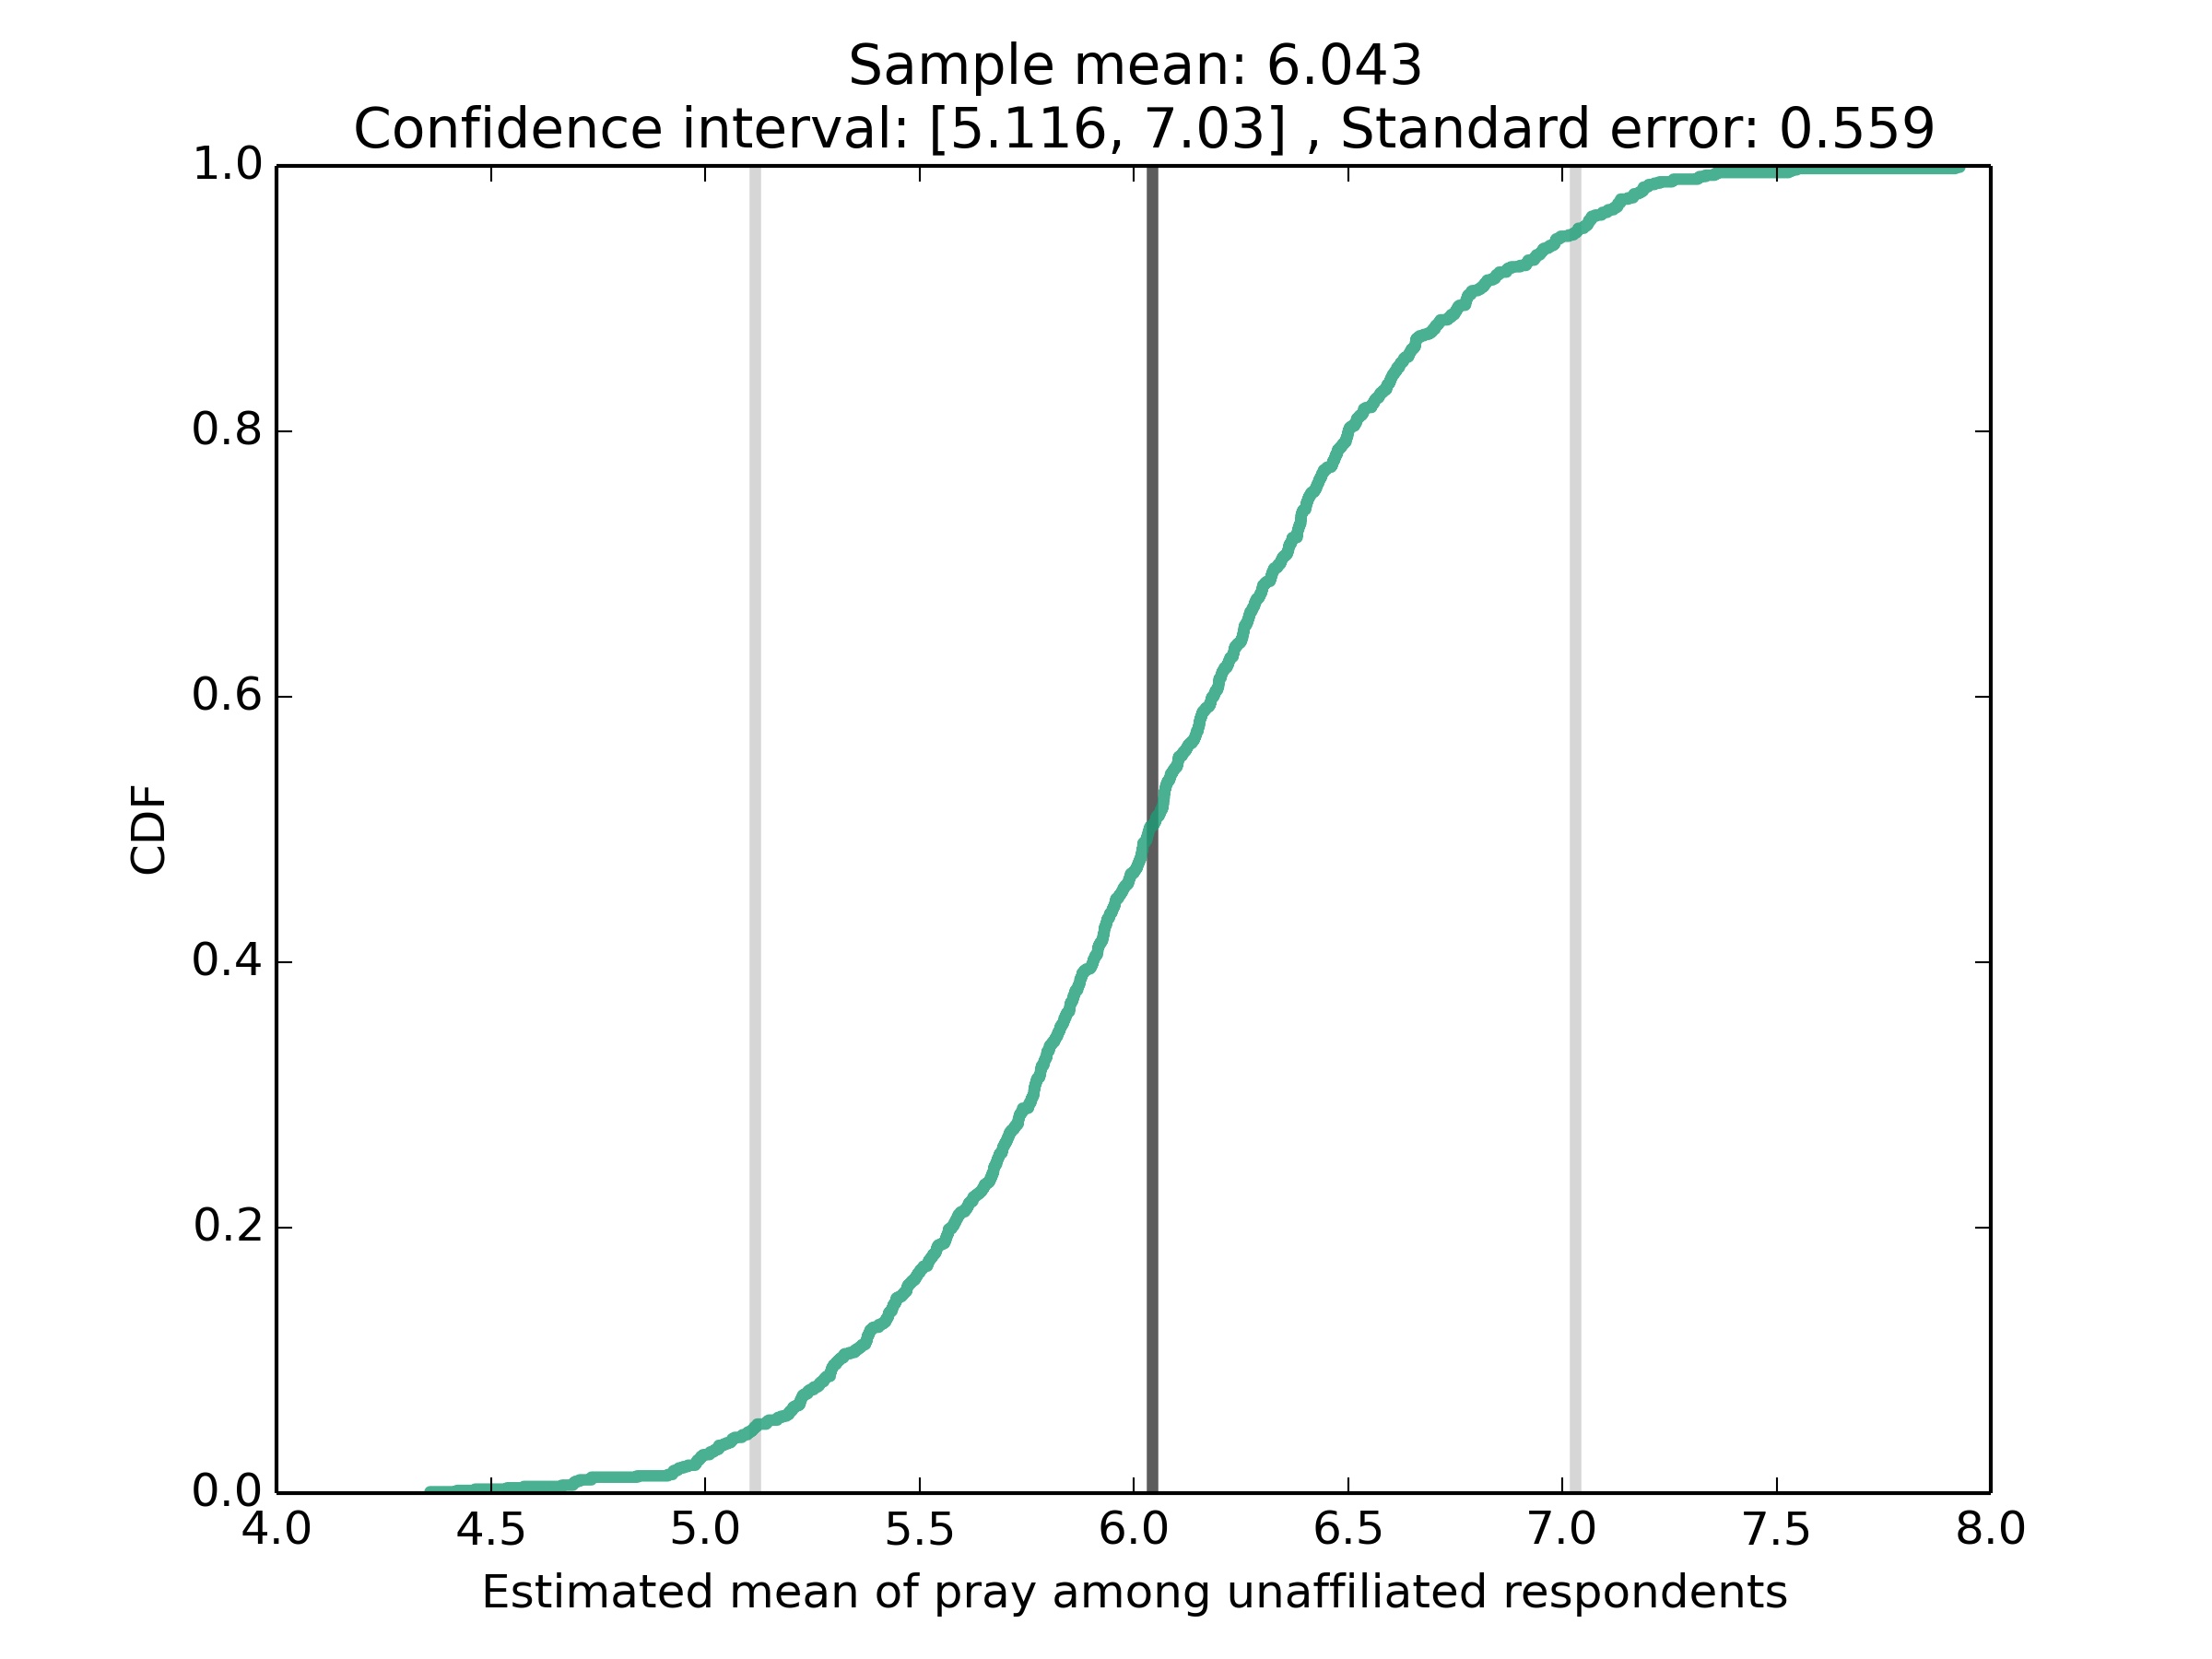 Sample mean: 6.043
Confidence interval: [5.116, 7.03] , Standard error: 0.559
1.0
0.8
0.6
0.4
0.2
0.0
CDF
4.0 4.5 5.0 5.5 6.0 6.5 7.0 7.5 8.0
Estimated mean of pray among unaffiliated respondents